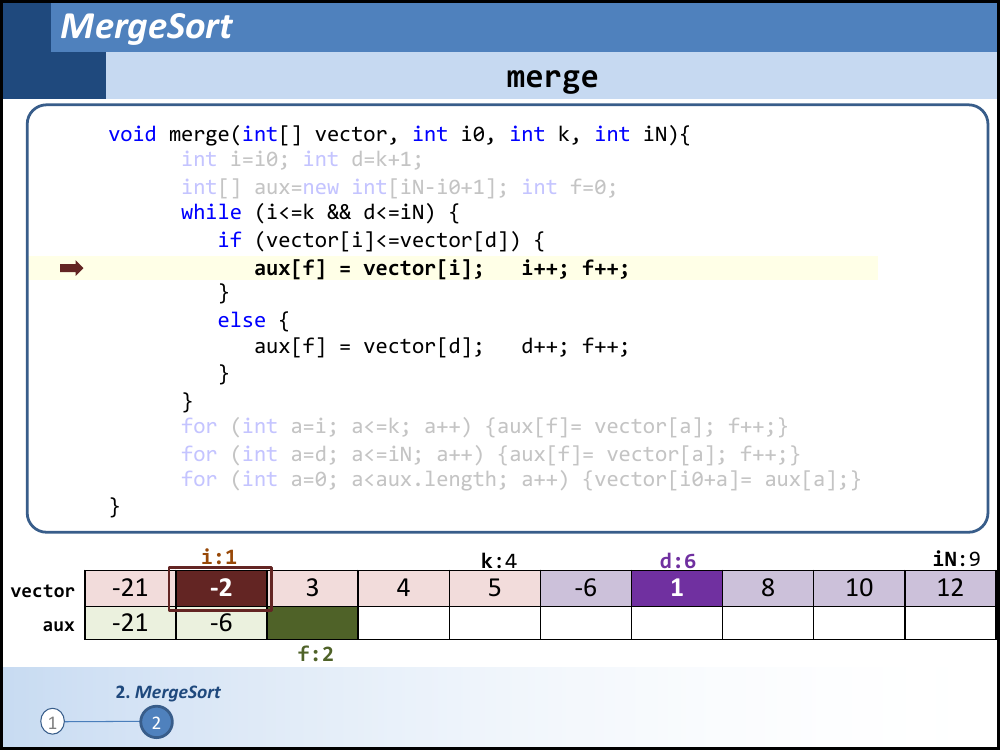 MergeSort
merge
void merge(int[] vector, int i0, int k, int iN){
int i=i0; int d=k+1;
int[] aux=new int[iN-i0+1]; int f=0;
while (i<=k && d<=iN) {
if (vector[i]<=vector[d]) {
aux[f] = vector[i];   i++; f++;
}
else {
aux[f] = vector[d];   d++; f++;
}
}
for (int a=i; a<=k; a++) {aux[f]= vector[a]; f++;}
for (int a=d; a<=iN; a++) {aux[f]= vector[a]; f++;}
for (int a=0; a<aux.length; a++) {vector[i0+a]= aux[a];}
}
i:1 k:4 d:6 iN:9
vector -21 -2 3 4 5 -6 1 8 10 12
aux -21 -6
f:2
2. MergeSort
1 2